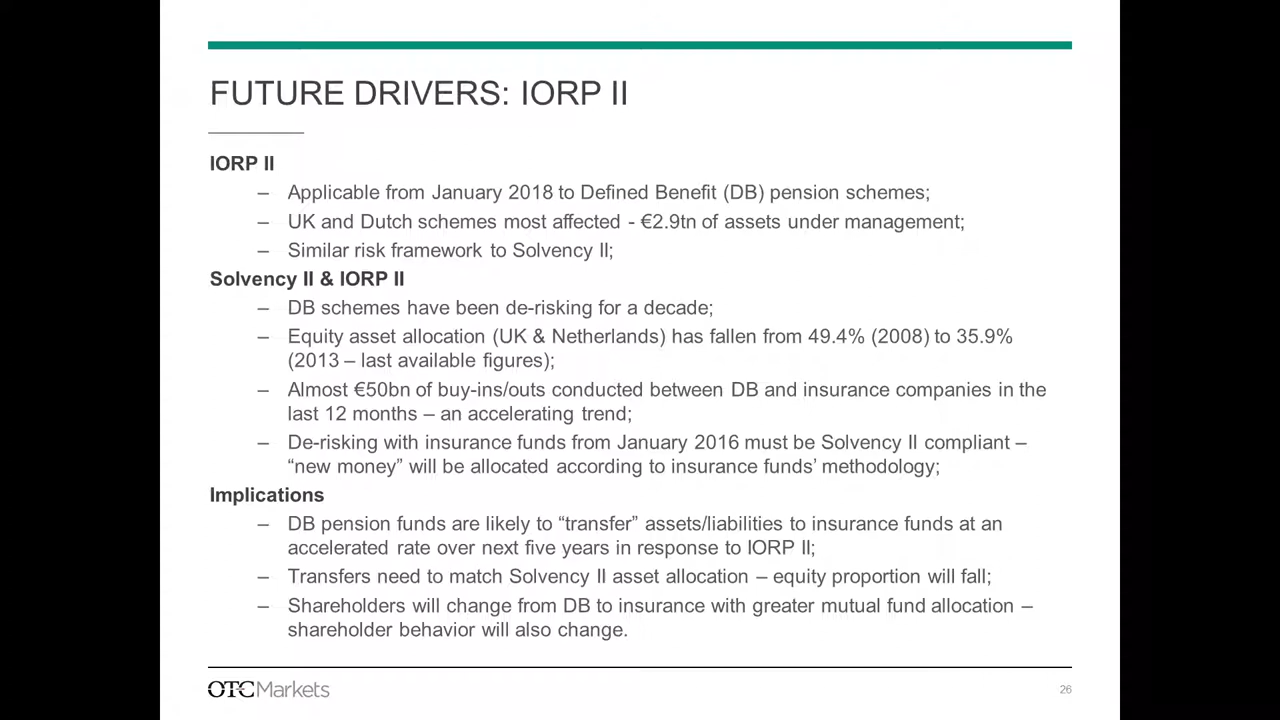 FUTURE DRIVERS: IORP II
IORP II
– Applicable from January 2018 to Defined Benefit (DB) pension schemes;
– UK and Dutch schemes most affected - €2.9tn of assets under management;
– Similar risk framework to Solvency II;
Solvency II & IORP II
– DB schemes have been de-risking for a decade;
– Equity asset allocation (UK & Netherlands) has fallen from 49.4% (2008) to 35.9%
(2013 – last available figures);
– Almost €50bn of buy-ins/outs conducted between DB and insurance companies in the
last 12 months – an accelerating trend;
– De-risking with insurance funds from January 2016 must be Solvency II compliant –
“new money” will be allocated according to insurance funds’ methodology;
Implications
– DB pension funds are likely to “transfer” assets/liabilities to insurance funds at an
accelerated rate over next five years in response to IORP II;
– Transfers need to match Solvency II asset allocation – equity proportion will fall;
– Shareholders will change from DB to insurance with greater mutual fund allocation –
shareholder behavior will also change.
OTC Markets
26